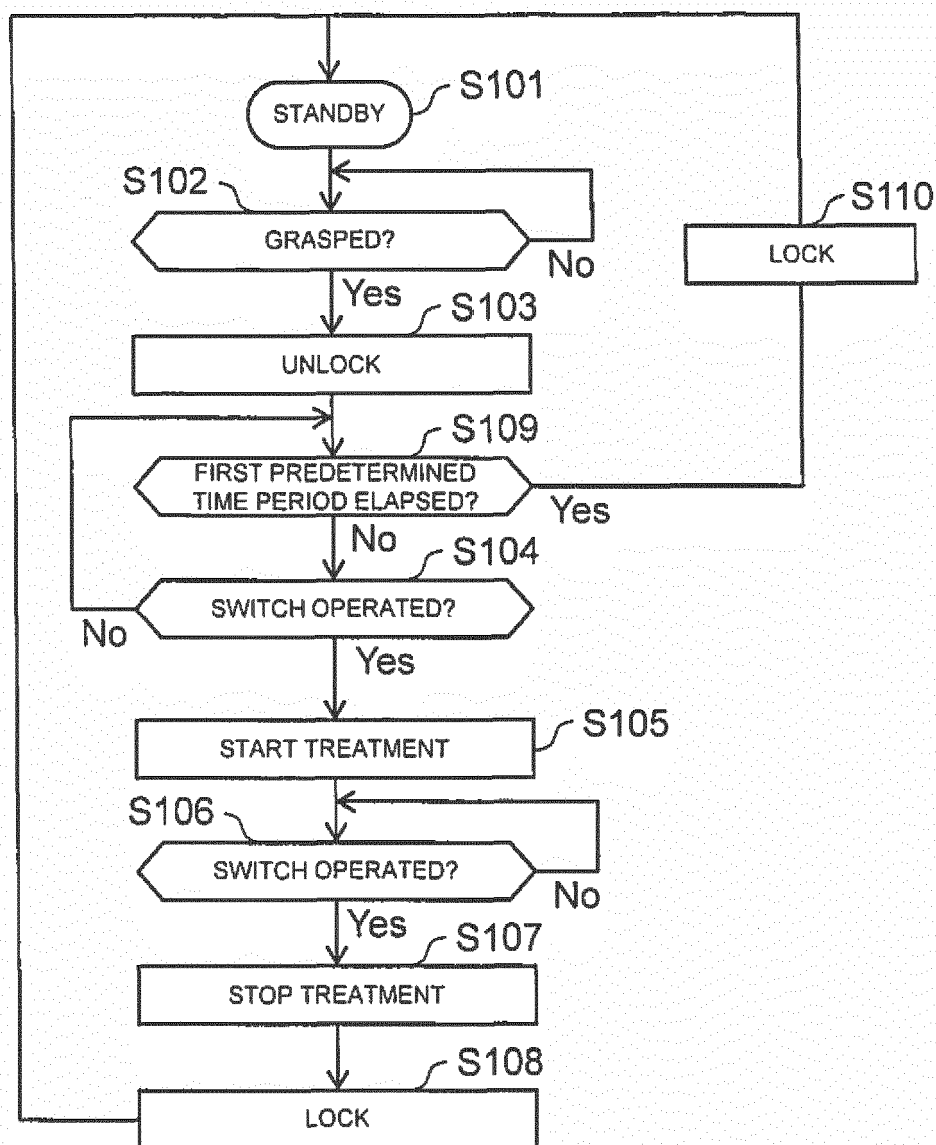 S101
STANDBY
S102
GRASPED?
No
Yes
S110
LOCK
S103
UNLOCK
S109
FIRST PREDETERMINED
TIME PERIOD ELAPSED?
Yes
No
S104
SWITCH OPERATED?
No
Yes
S105
START TREATMENT
S106
SWITCH OPERATED?
No
Yes
S107
STOP TREATMENT
S108
LOCK